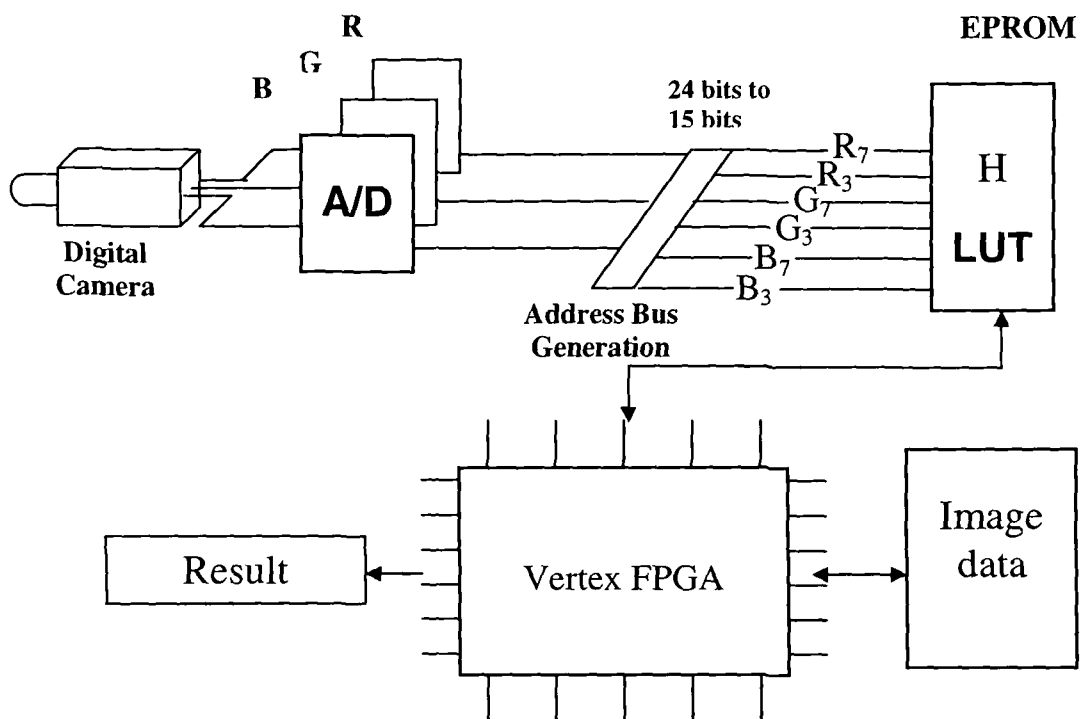 R
EPROM
G
B
24 bits to
15 bits
R₇
H
R₃
A/D
G₇
G₃
LUT
Digital
Camera
B₇
B₃
Address Bus
Generation
Image
data
Result
Vertex FPGA